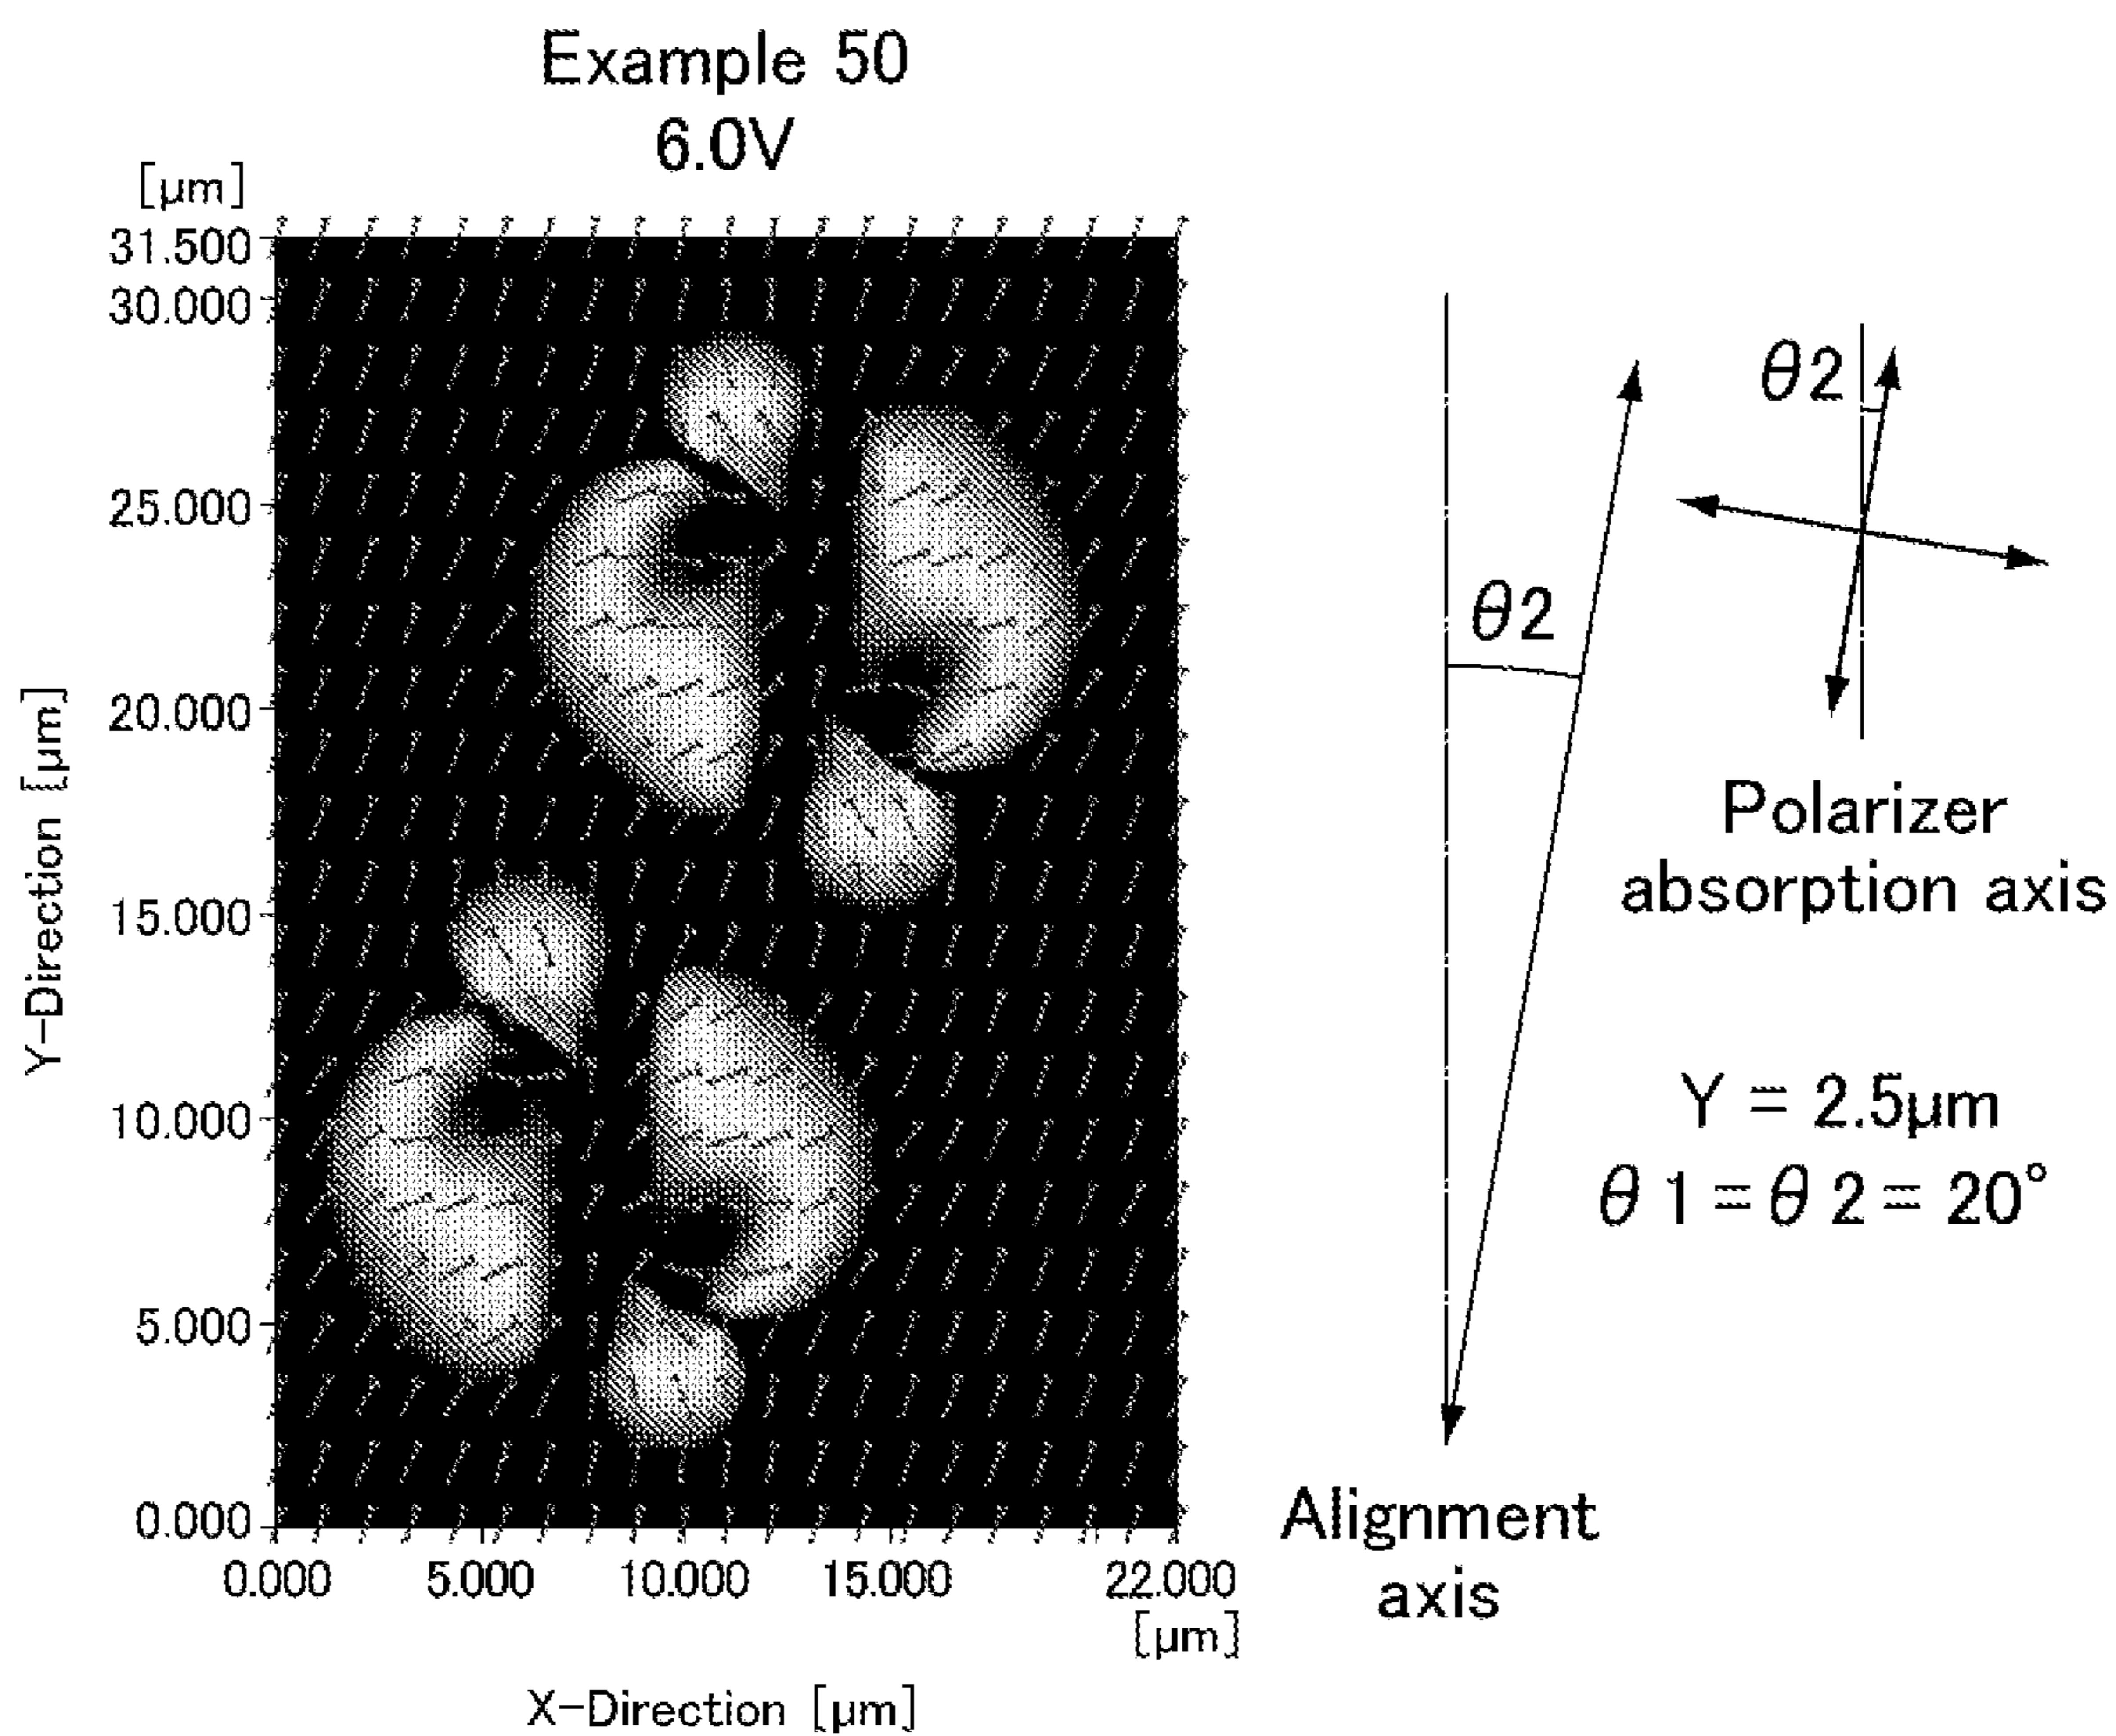 Example 50
6.0V
[μm]
31.500
30.000
25.000
20.000
15.000
10.000
5.000
0.000
Y-Direction [μm]
0.000 5.000 10.000 15.000 22.000
[μm]
X-Direction [μm]
θ2
Alignment
axis
θ2
Polarizer
absorption axis
Y = 2.5μm
θ 1 = θ 2 = 20°